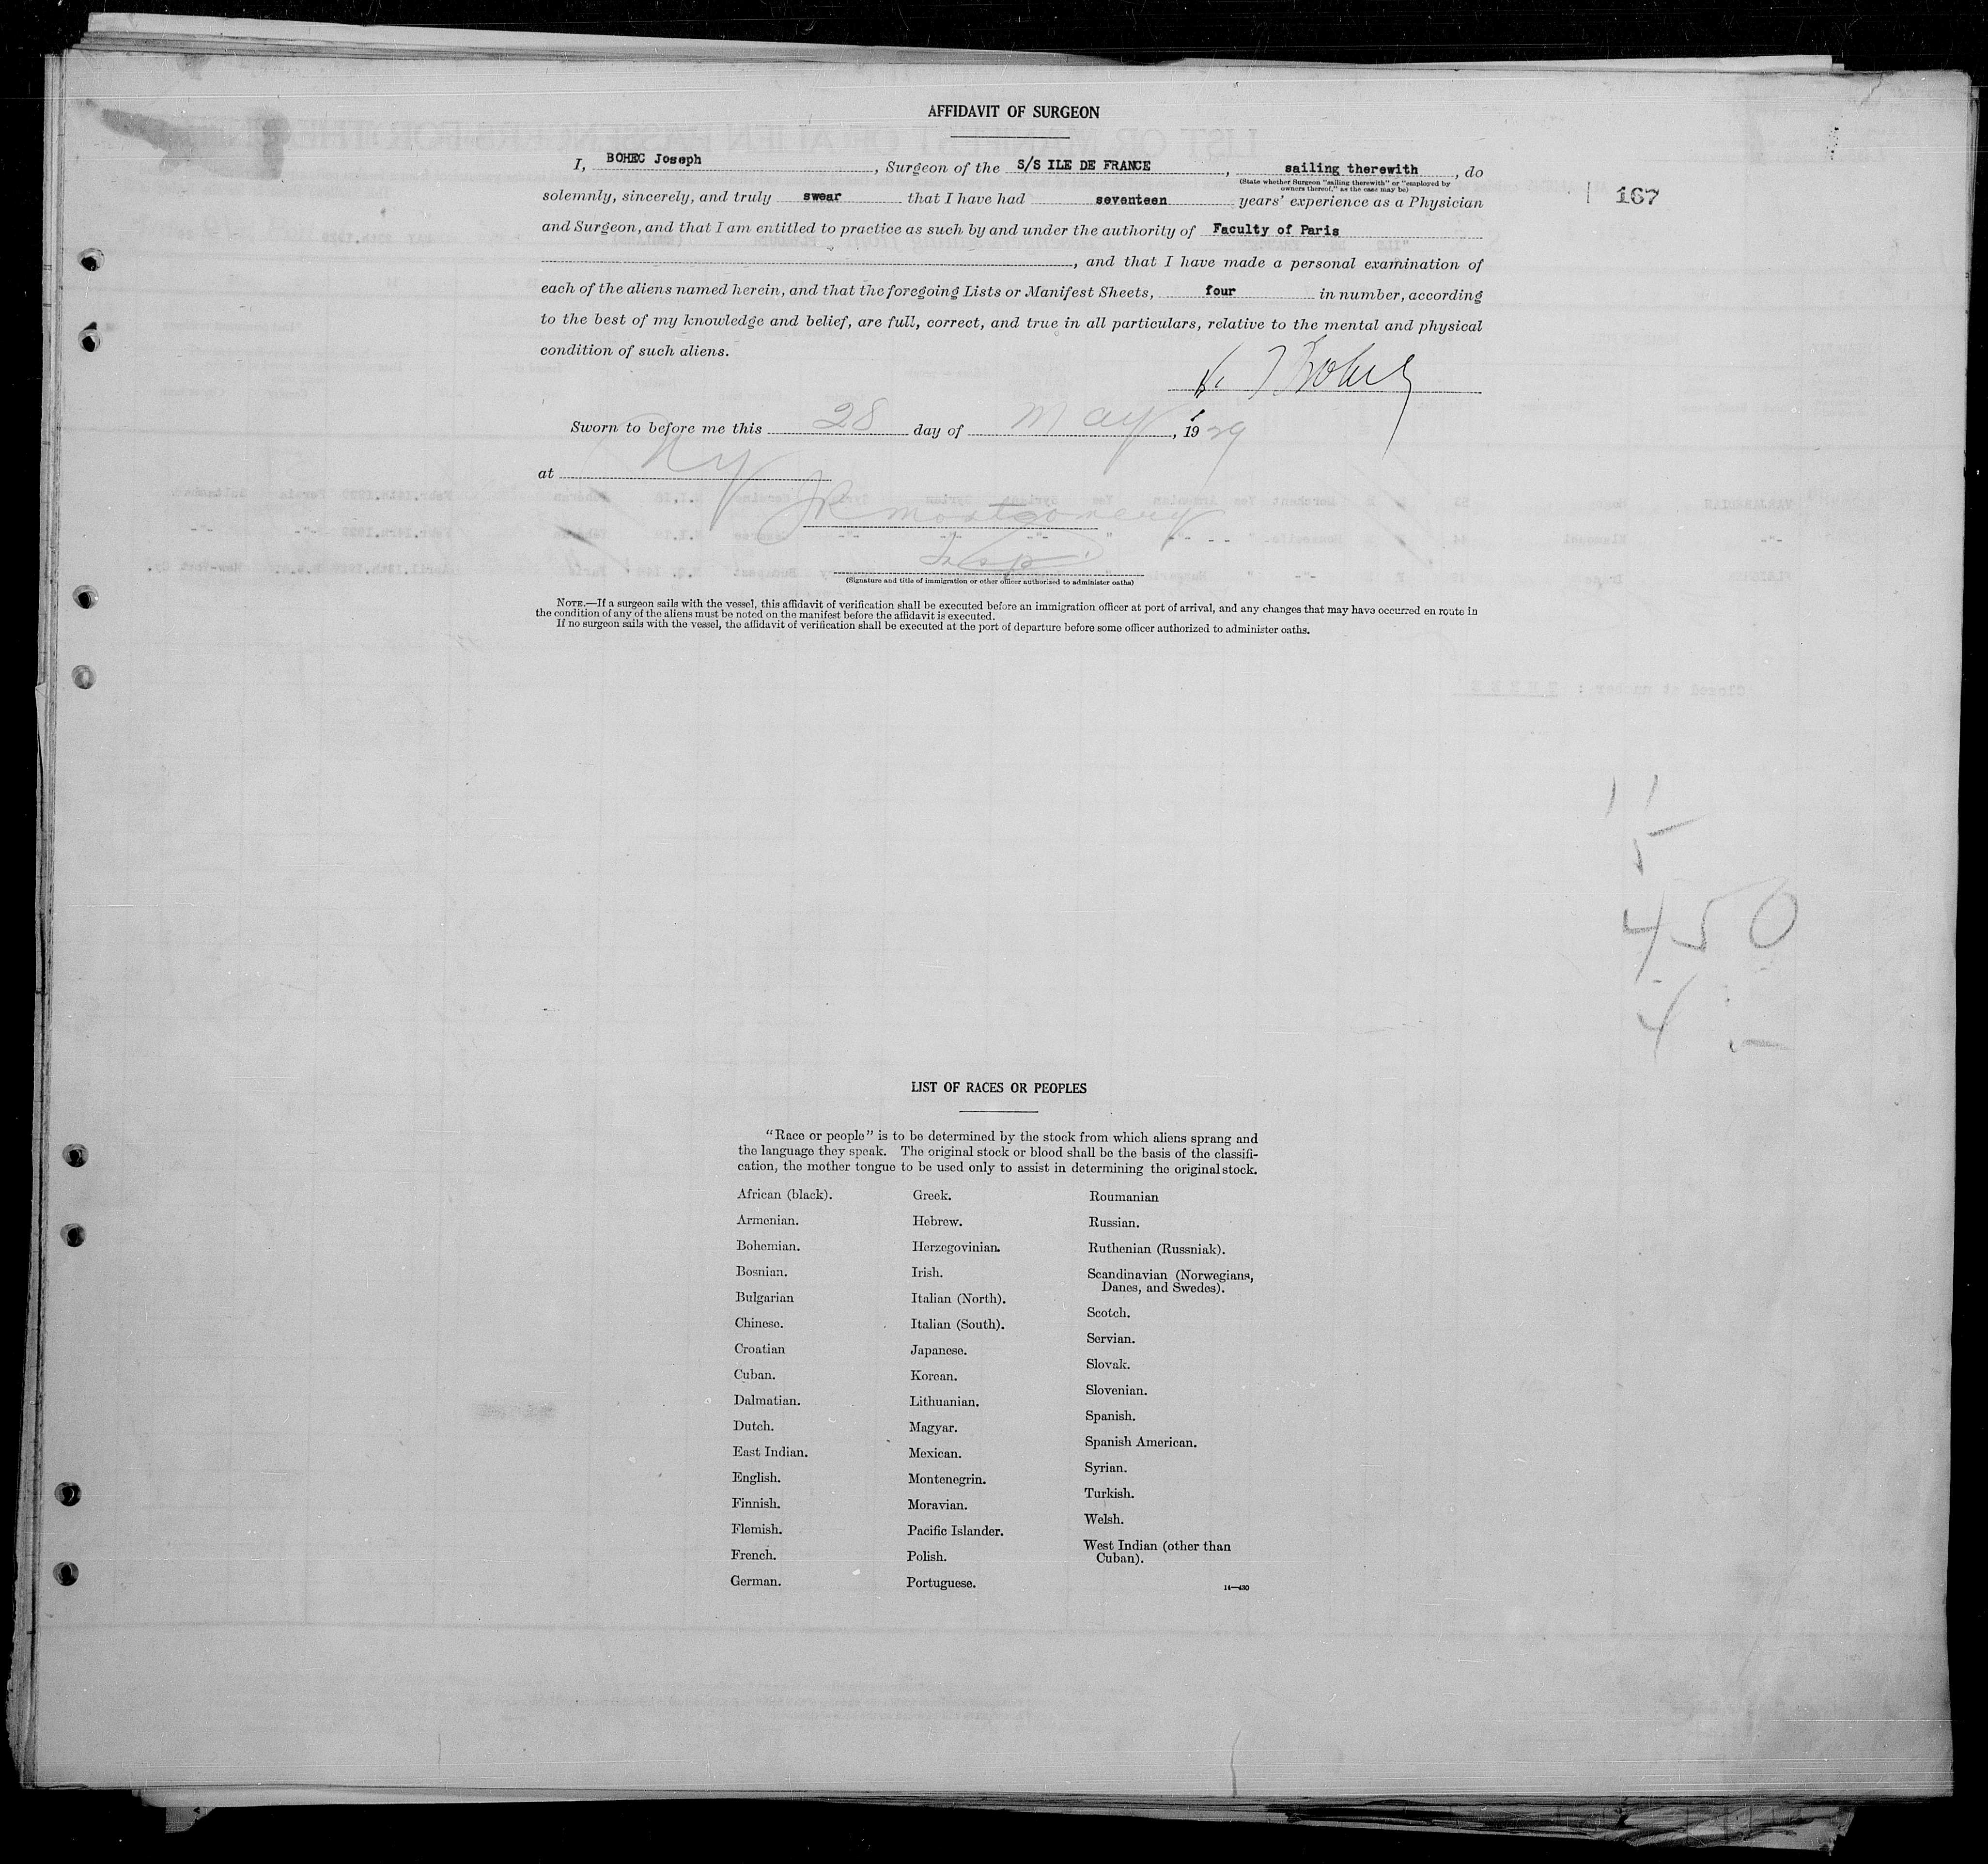 AFFIDAVIT OF SURGEON
I, BOHEC Joseph, Surgeon of the S/S ILE DE FRANCE, sailing therewith, do
(State whether Surgeon "sailing therewith" or "employed by
owners thereof," as the case may be)
solemnly, sincerely, and truly swear that I have had seventeen years' experience as a Physician
167
and Surgeon, and that I am entitled to practice as such by and under the authority of Faculty of Paris
, and that I have made a personal examination of
each of the aliens named herein, and that the foregoing Lists or Manifest Sheets, four in number, according
to the best of my knowledge and belief, are full, correct, and true in all particulars, relative to the mental and physical
condition of such aliens.
Sworn to before me this 28 day of May, 1929
at NY
JR Montgomery
Insp.
(Signature and title of immigration or other officer authorized to administer oaths)
NOTE.—If a surgeon sails with the vessel, this affidavit of verification shall be executed before an immigration officer at port of arrival, and any changes that may have occurred en route in
the condition of any of the aliens must be noted on the manifest before the affidavit is executed.
If no surgeon sails with the vessel, the affidavit of verification shall be executed at the port of departure before some officer authorized to administer oaths.
11
5
450
4
LIST OF RACES OR PEOPLES
"Race or people" is to be determined by the stock from which aliens sprang and
the language they speak. The original stock or blood shall be the basis of the classifi-
cation, the mother tongue to be used only to assist in determining the original stock.
African (black).
Armenian.
Bohemian.
Bosnian.
Bulgarian
Chinese.
Croatian
Cuban.
Dalmatian.
Dutch.
East Indian.
English.
Finnish.
Flemish.
French.
German.
Greek.
Hebrew.
Herzegovinian.
Irish.
Italian (North).
Italian (South).
Japanese.
Korean.
Lithuanian.
Magyar.
Mexican.
Montenegrin.
Moravian.
Pacific Islander.
Polish.
Portuguese.
Roumanian
Russian.
Ruthenian (Russniak).
Scandinavian (Norwegians,
Danes, and Swedes).
Scotch.
Servian.
Slovak.
Slovenian.
Spanish.
Spanish American.
Syrian.
Turkish.
Welsh.
West Indian (other than
Cuban).
14—430